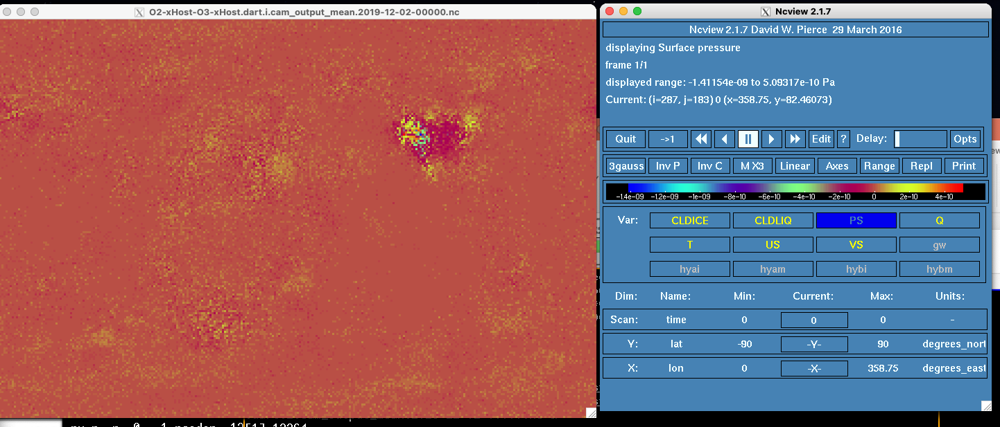 O2-xHost-O3-xHost.dart.i.cam_output_mean.2019-12-02-00000.nc
Ncview 2.1.7
Ncview 2.1.7 David W. Pierce 29 March 2016
displaying Surface pressure
frame 1/1
displayed range: -1.41154e-09 to 5.09317e-10 Pa
Current: (i=287, j=183) 0 (x=358.75, y=82.46073)
Quit ->1 Edit ? Delay: Opts
3gauss Inv P Inv C M X3 Linear Axes Range Repl Print
-1.4e-09 -1.2e-09 -1e-09 -8e-10 -6e-10 -4e-10 -2e-10 0 2e-10 4e-10
Var: CLDICE CLDLIQ PS Q
T US VS gw
hyai hyam hybi hybm
Dim: Name: Min: Current: Max: Units:
Scan: time 0 0 0 -
Y: lat -90 -Y- 90 degrees_nort
X: lon 0 -X- 358.75 degrees_east